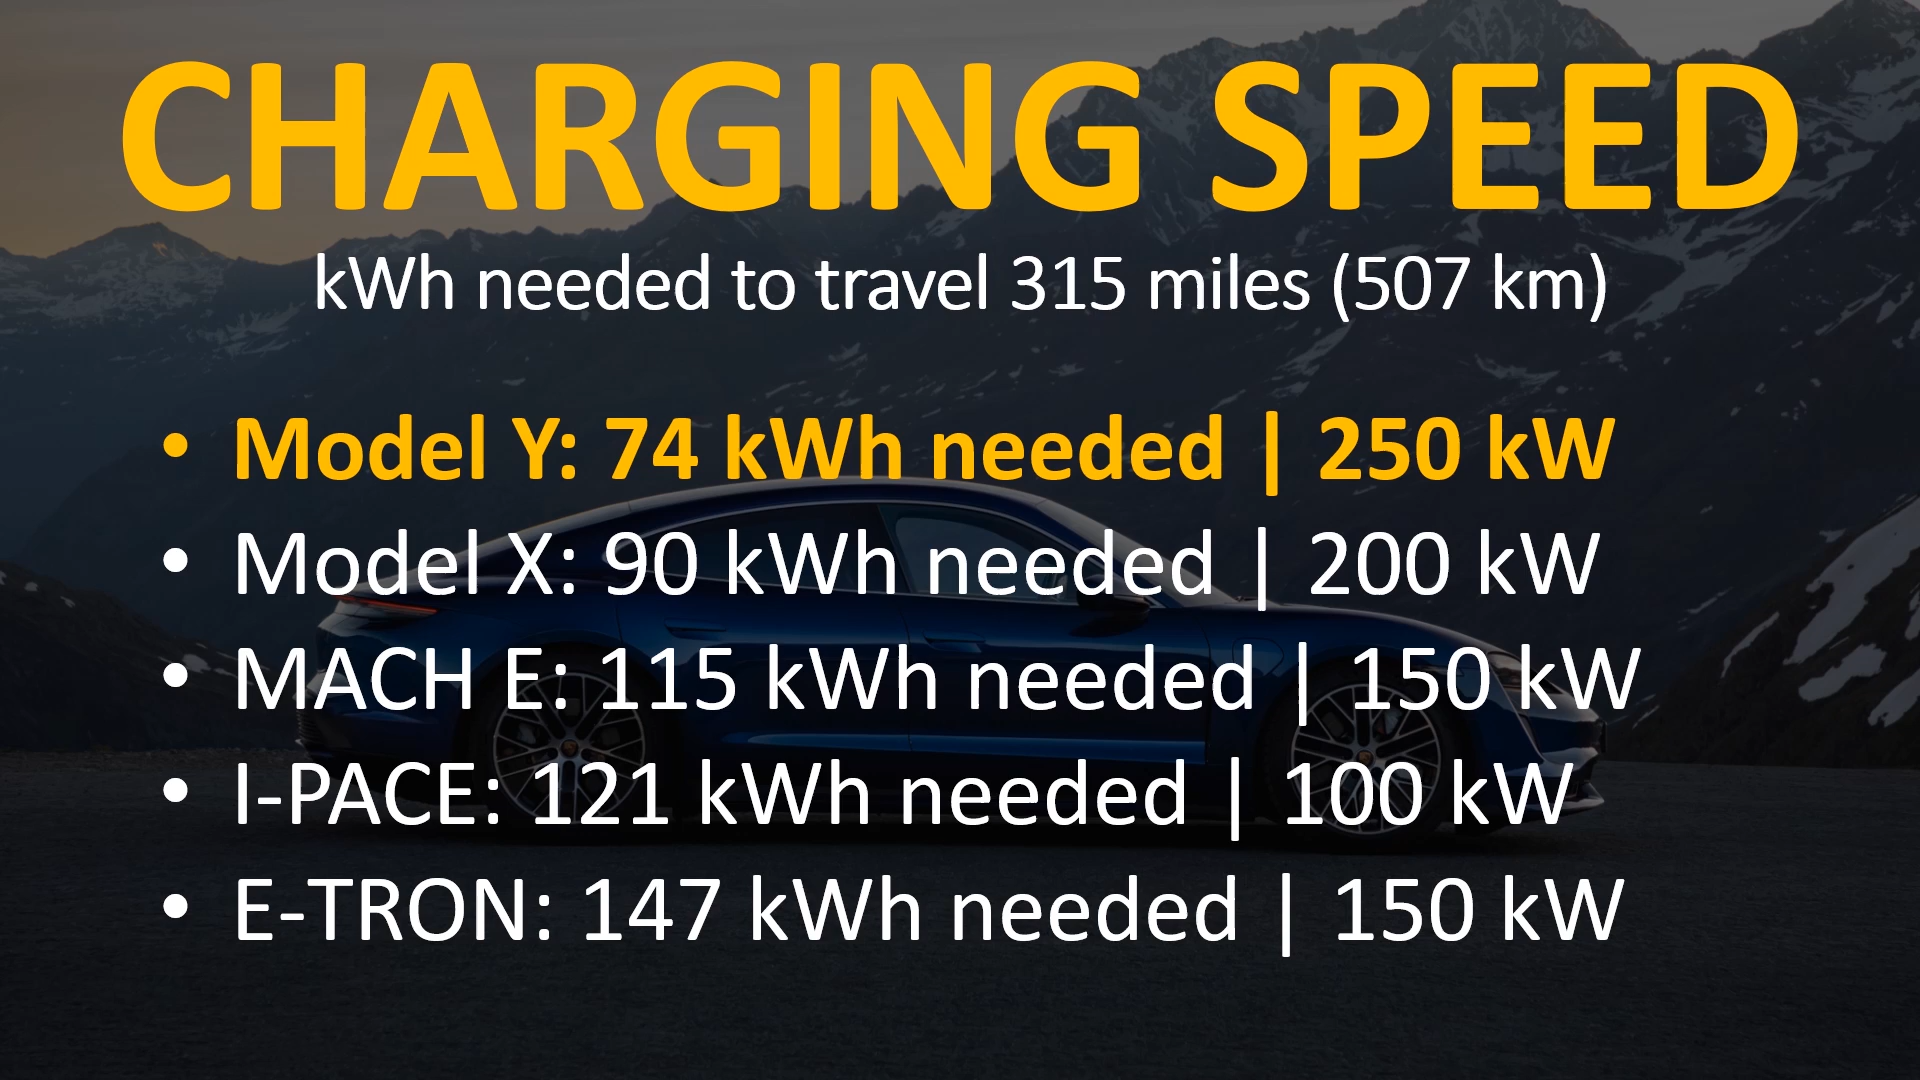 CHARGING SPEED
kWh needed to travel 315 miles (507 km)
• Model Y: 74 kWh needed | 250 kW
• Model X: 90 kWh needed | 200 kW
• MACH E: 115 kWh needed | 150 kW
• I-PACE: 121 kWh needed | 100 kW
• E-TRON: 147 kWh needed | 150 kW